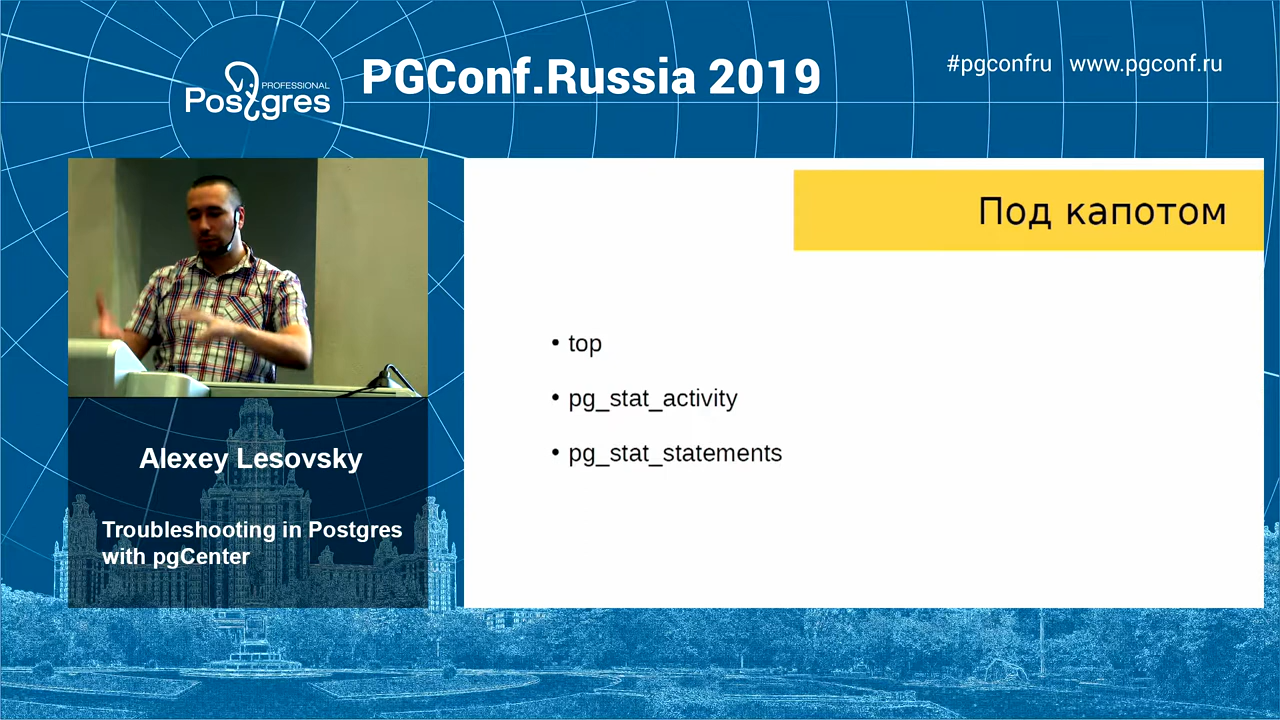 PROFESSIONAL
Postgres
PGConf.Russia 2019
#pgconfru www.pgconf.ru
Под капотом
• top
• pg_stat_activity
• pg_stat_statements
Alexey Lesovsky
Troubleshooting in Postgres
with pgCenter